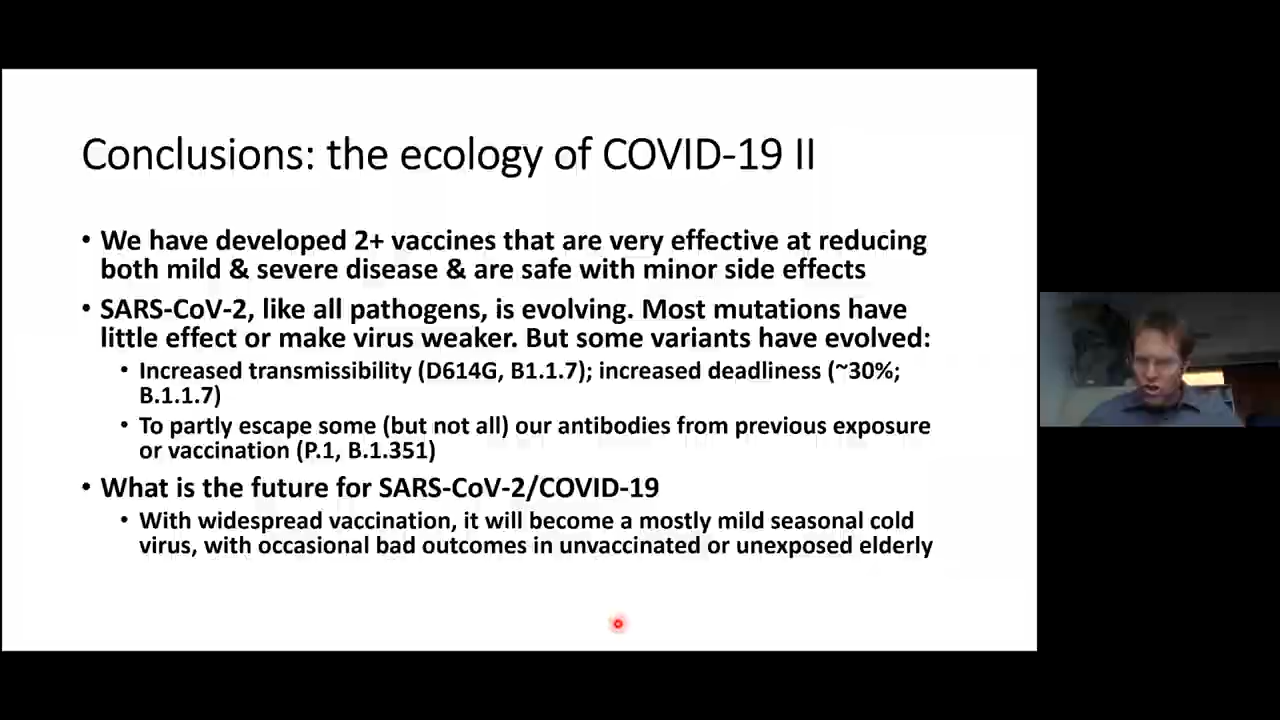 Conclusions: the ecology of COVID-19 II
• We have developed 2+ vaccines that are very effective at reducing
both mild & severe disease & are safe with minor side effects
• SARS-CoV-2, like all pathogens, is evolving. Most mutations have
little effect or make virus weaker. But some variants have evolved:
• Increased transmissibility (D614G, B1.1.7); increased deadliness (~30%;
B.1.1.7)
• To partly escape some (but not all) our antibodies from previous exposure
or vaccination (P.1, B.1.351)
• What is the future for SARS-CoV-2/COVID-19
• With widespread vaccination, it will become a mostly mild seasonal cold
virus, with occasional bad outcomes in unvaccinated or unexposed elderly